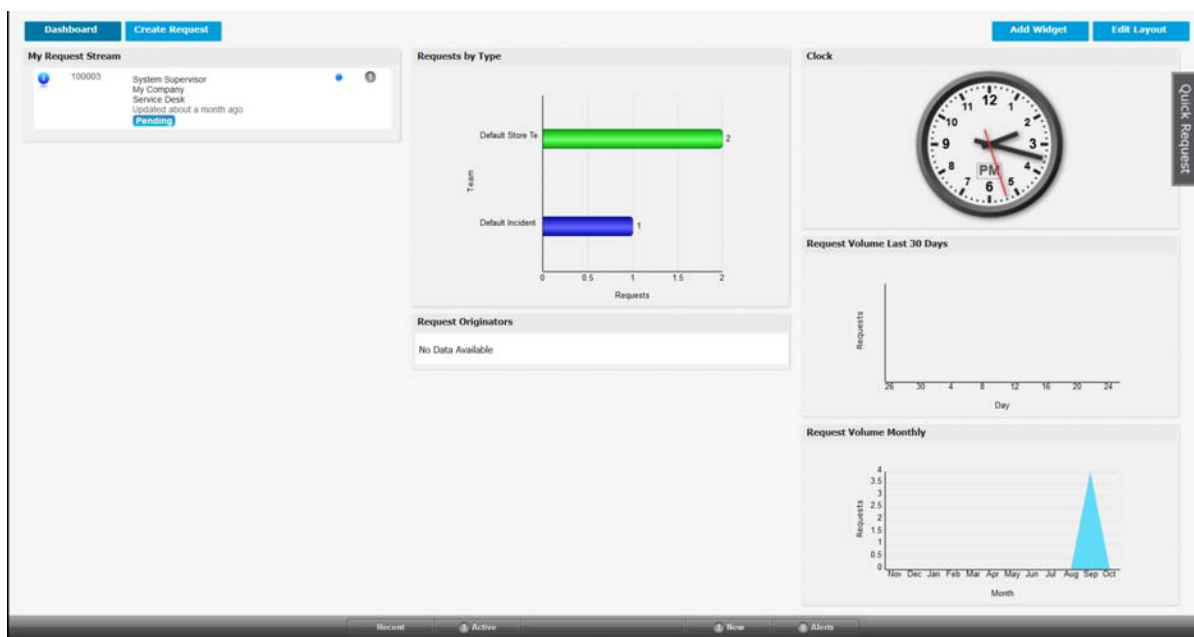 Dashboard
Create Request
Add Widget
Edit Layout
My Request Stream
100003
System Supervisor
My Company
Service Desk
Updated about a month ago
Pending
Requests by Type
Team
Default Store Te
2
Default Incident
1
0 0.5 1 1.5 2
Requests
Request Originators
No Data Available
Clock
12
1
2
3
4
5
6
7
8
9
10
11
PM
Quick Request
Request Volume Last 30 Days
Requests
26 30 4 8 12 16 20 24
Day
Request Volume Monthly
Requests
4
3.5
3
2.5
2
1.5
1
0.5
0
Nov Dec Jan Feb Mar Apr May Jun Jul Aug Sep Oct
Month
Recent
Active
New
Alerts